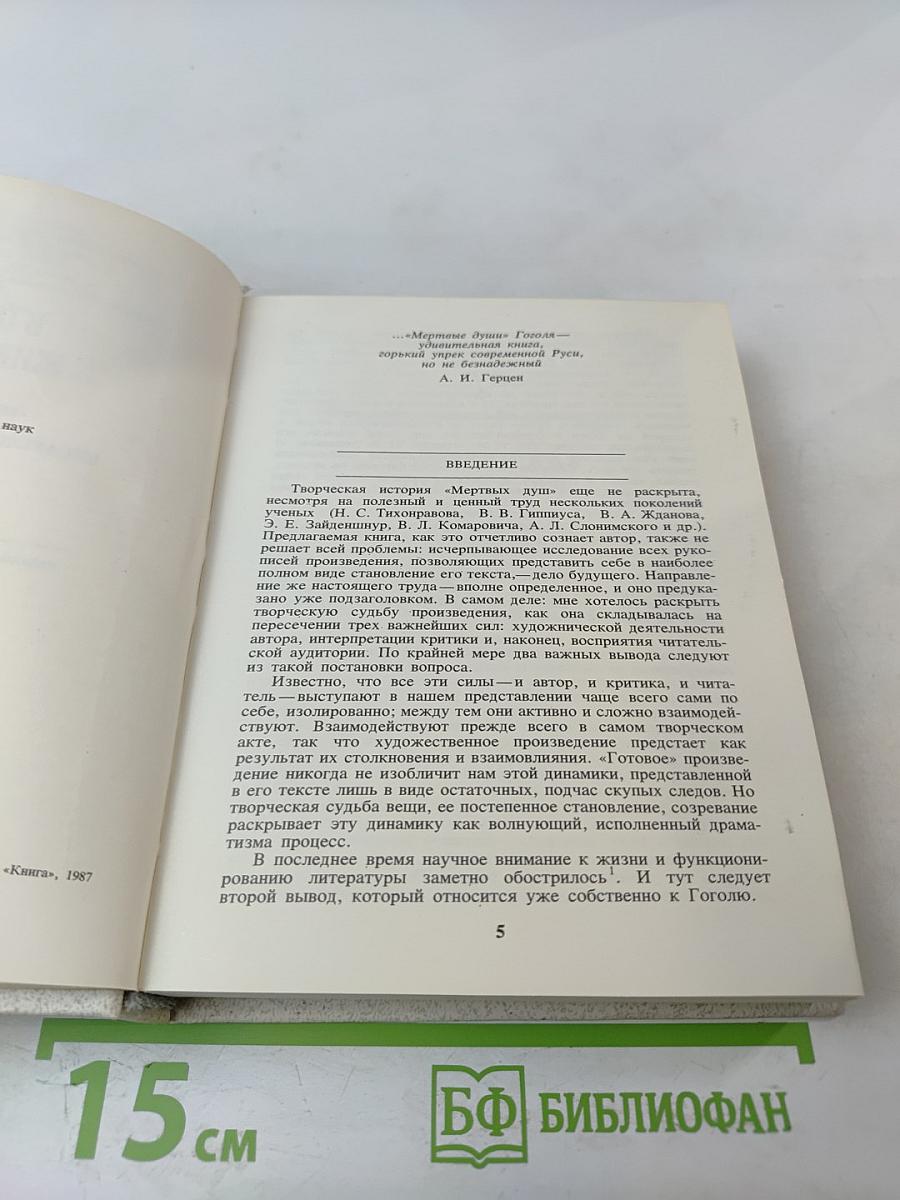 наук
«Книга», 1987
...«Мертвые души» Гоголя—
удивительная книга,
горький упрек современной Руси,
но не безнадежный
А. И. Герцен
ВВЕДЕНИЕ
Творческая история «Мертвых душ» еще не раскрыта,
несмотря на полезный и ценный труд нескольких поколений
ученых (Н. С. Тихонравова, В. В. Гиппиуса, В. А. Жданова,
Э. Е. Зайденшнур, В. Л. Комаровича, А. Л. Слонимского и др.).
Предлагаемая книга, как это отчетливо сознает автор, также не
решает всей проблемы: исчерпывающее исследование всех руко-
писей произведения, позволяющих представить себе в наиболее
полном виде становление его текста,—дело будущего. Направле-
ние же настоящего труда—вполне определенное, и оно предука-
зано уже подзаголовком. В самом деле: мне хотелось раскрыть
творческую судьбу произведения, как она складывалась на
пересечении трех важнейших сил: художнической деятельности
автора, интерпретации критики и, наконец, восприятия читатель-
ской аудитории. По крайней мере два важных вывода следуют
из такой постановки вопроса.
Известно, что все эти силы—и автор, и критика, и чита-
тель—выступают в нашем представлении чаще всего сами по
себе, изолированно; между тем они активно и сложно взаимодей-
ствуют. Взаимодействуют прежде всего в самом творческом
акте, так что художественное произведение предстает как
результат их столкновения и взаимовлияния. «Готовое» произве-
дение никогда не изобличит нам этой динамики, представленной
в его тексте лишь в виде остаточных, подчас скупых следов. Но
творческая судьба вещи, ее постепенное становление, созревание
раскрывает эту динамику как волнующий, исполненный драма-
тизма процесс.
В последнее время научное внимание к жизни и функциони-
рованию литературы заметно обострилось¹. И тут следует
второй вывод, который относится уже собственно к Гоголю.
5
15 см
БФ БИБЛИОФАН